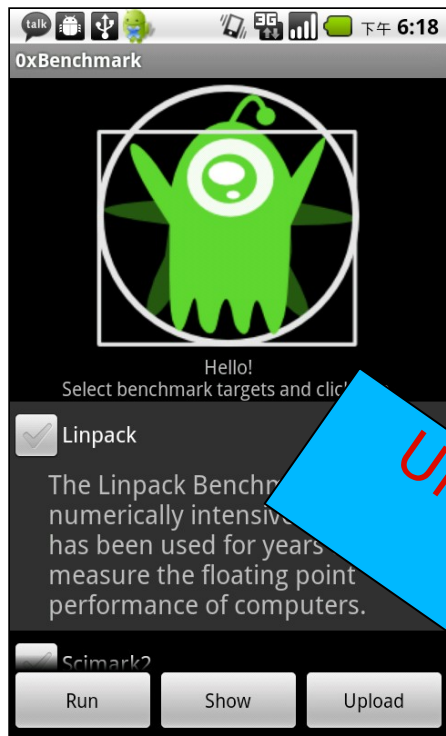 talk 3G 下午 6:18
0xBenchmark
Hello!
Select benchmark targets and clic
Linpack
The Linpack Benchm
numerically intensive
has been used for years
measure the floating point
performance of computers.
Scimark2
Run Show Upload